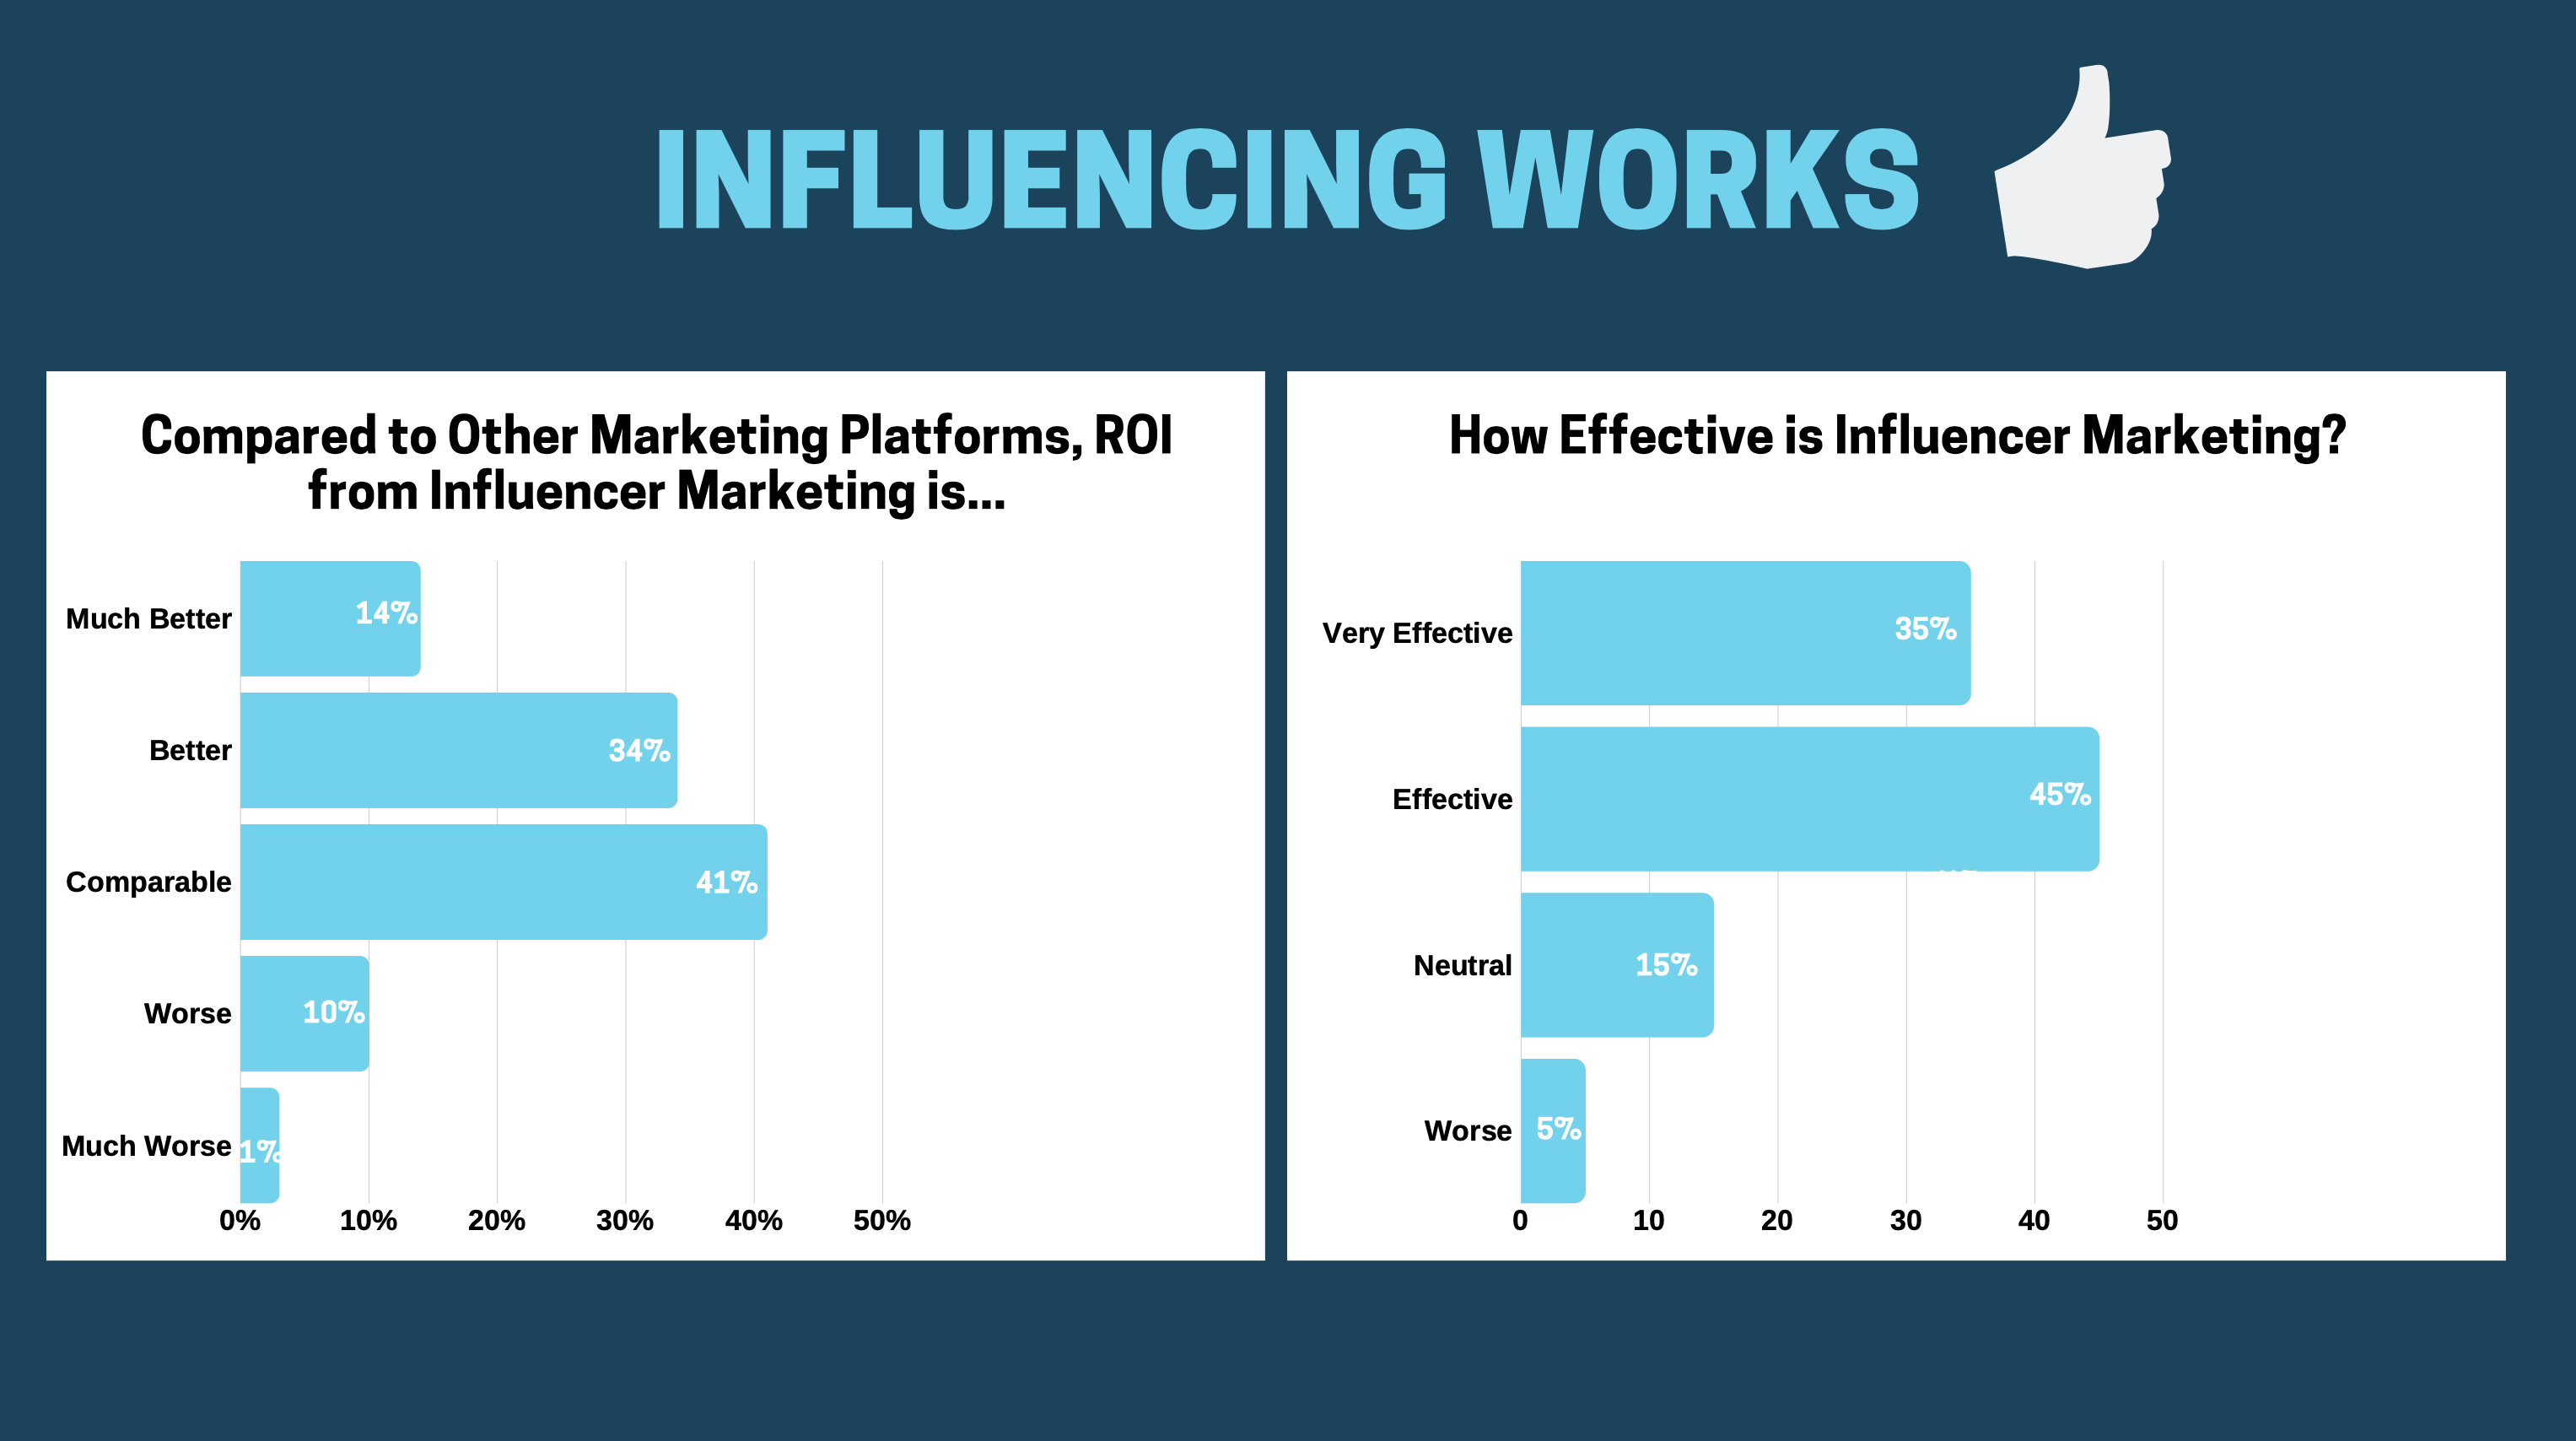 INFLUENCING WORKS
Compared to Other Marketing Platforms, ROI
from Influencer Marketing is...
Much Better
14%
Better
34%
Comparable
41%
Worse
10%
Much Worse
1%
0% 10% 20% 30% 40% 50%
How Effective is Influencer Marketing?
Very Effective
35%
Effective
45%
Neutral
15%
Worse
5%
0 10 20 30 40 50